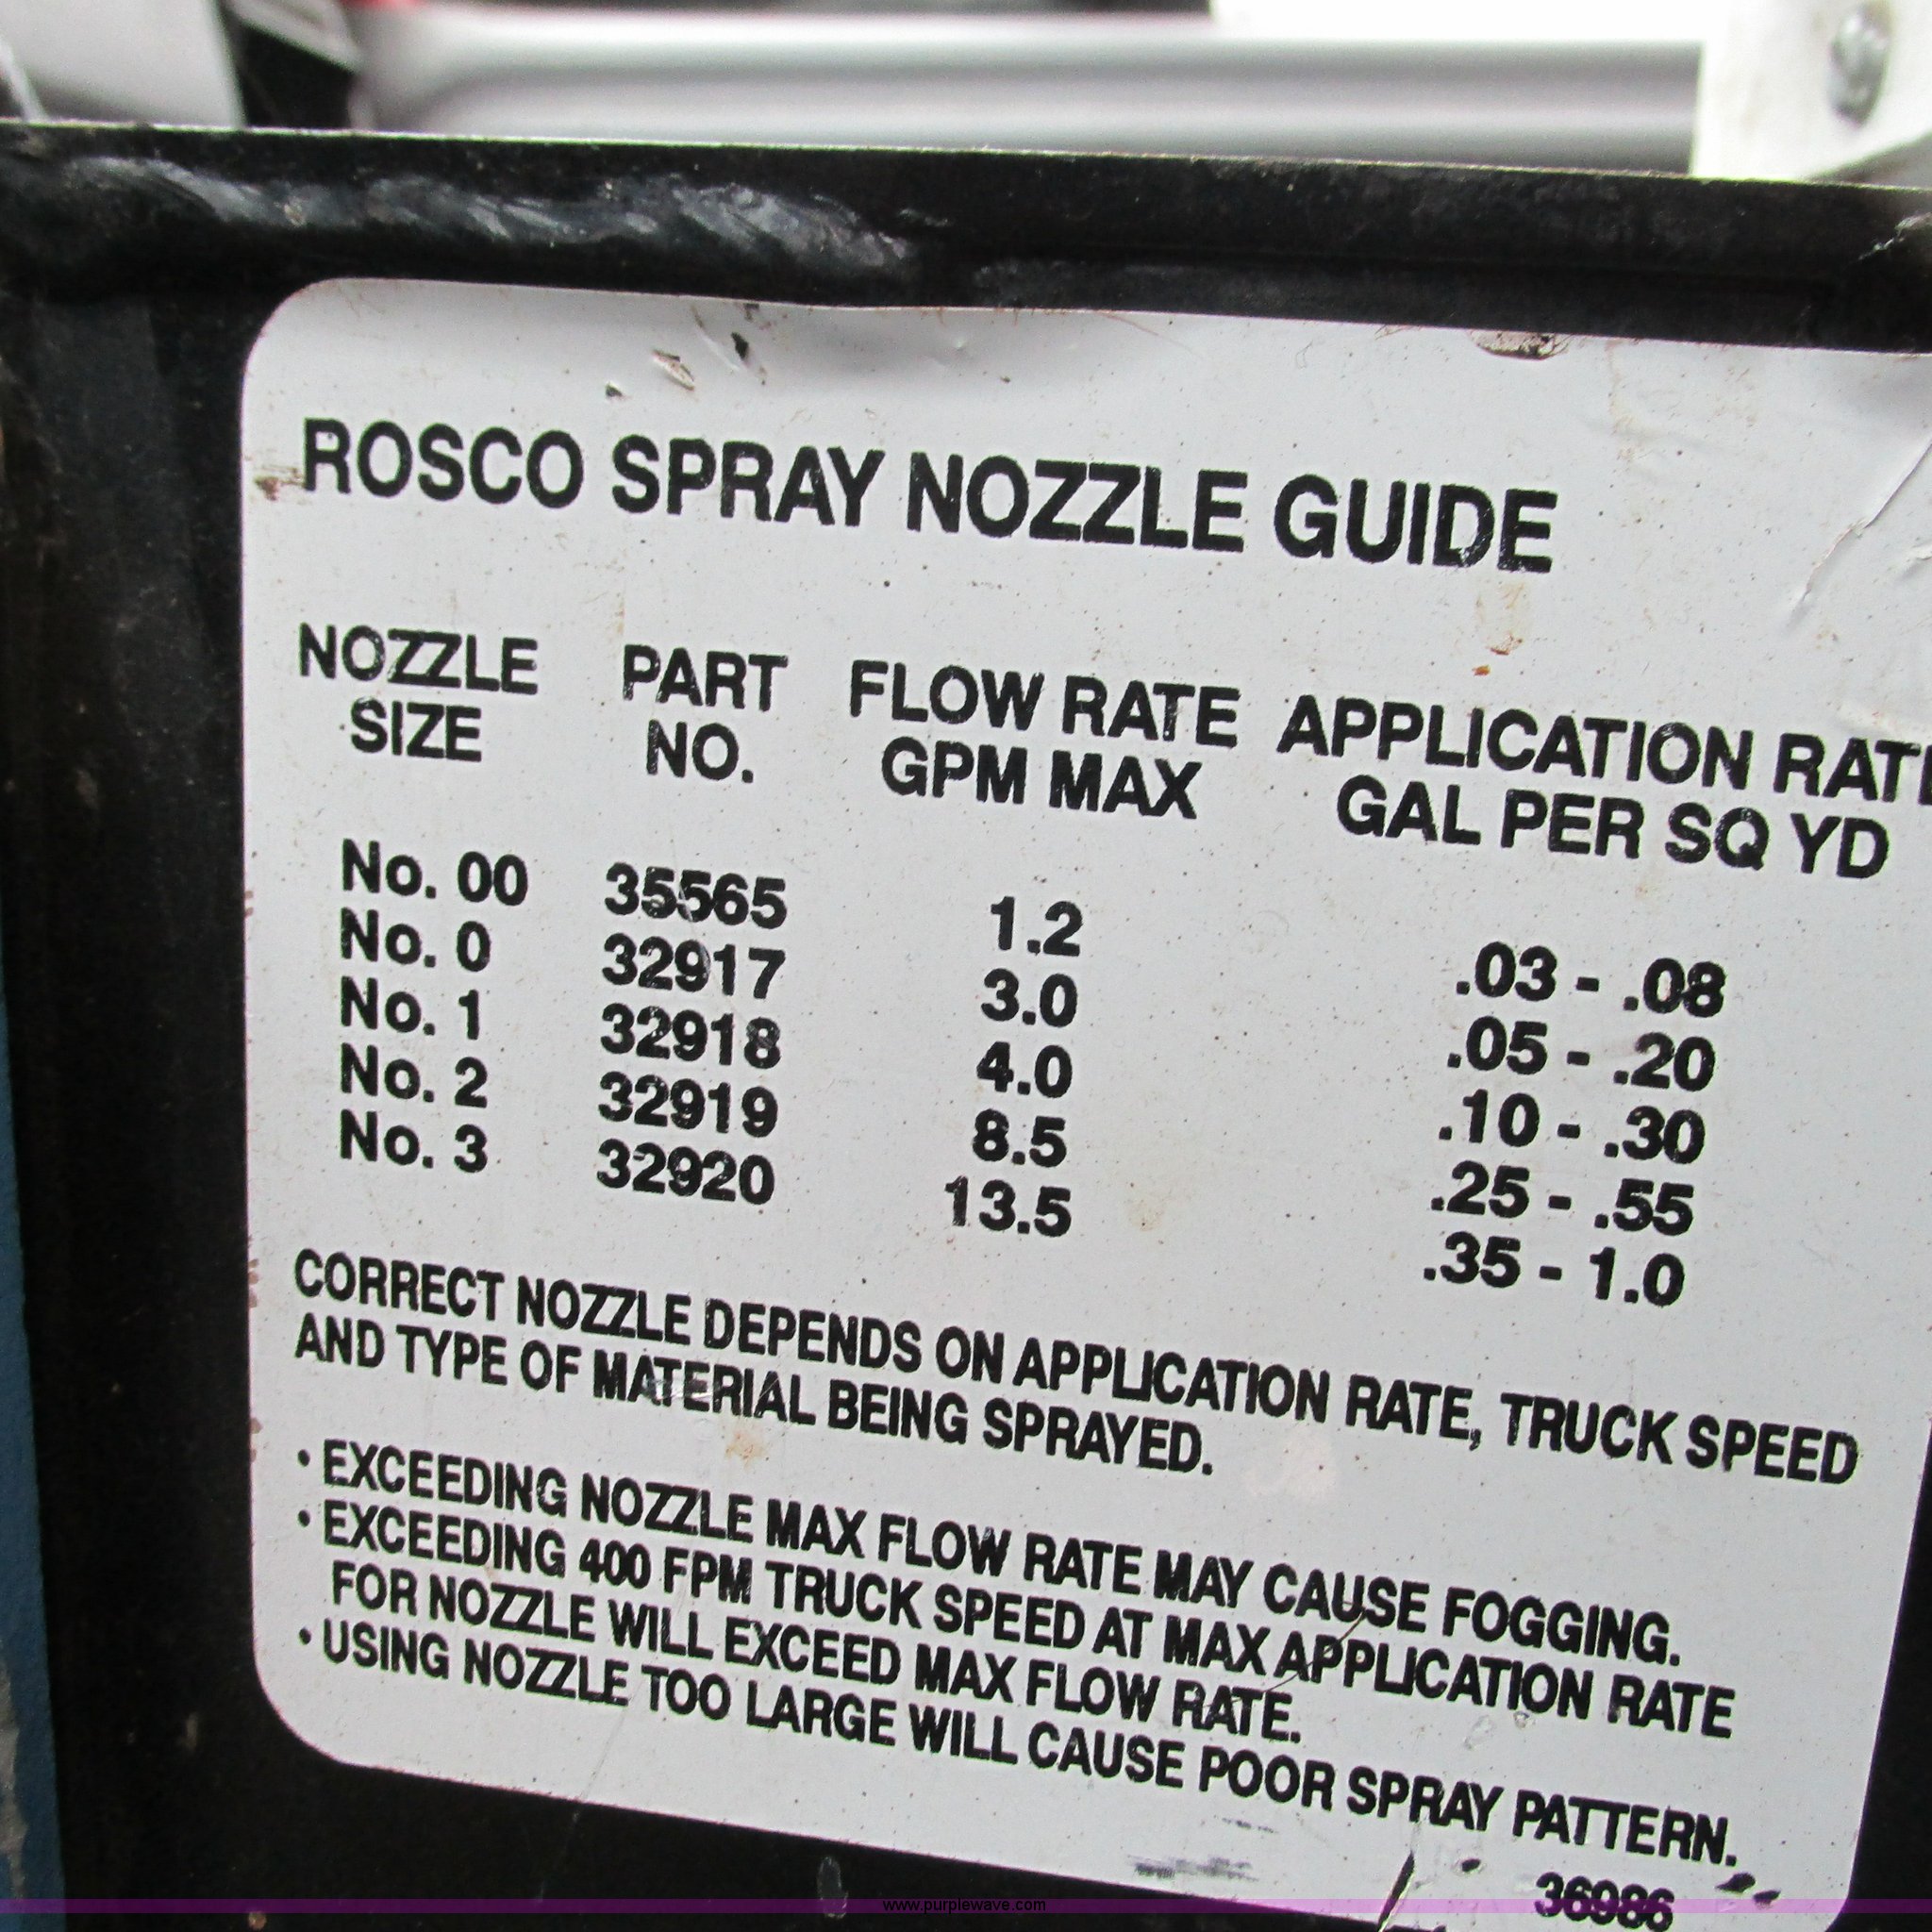 ROSCO SPRAY NOZZLE GUIDE
NOZZLE PART FLOW RATE APPLICATION RATE
SIZE NO. GPM MAX GAL PER SQ YD
No. 00 35565 1.2 .03 - .08
No. 0 32917 3.0 .05 - .20
No. 1 32918 4.0 .10 - .30
No. 2 32919 8.5 .25 - .55
No. 3 32920 13.5 .35 - 1.0
CORRECT NOZZLE DEPENDS ON APPLICATION RATE, TRUCK SPEED
AND TYPE OF MATERIAL BEING SPRAYED.
• EXCEEDING NOZZLE MAX FLOW RATE MAY CAUSE FOGGING.
• EXCEEDING 400 FPM TRUCK SPEED AT MAX APPLICATION RATE
FOR NOZZLE WILL EXCEED MAX FLOW RATE.
• USING NOZZLE TOO LARGE WILL CAUSE POOR SPRAY PATTERN.
36986
www.purplewave.com